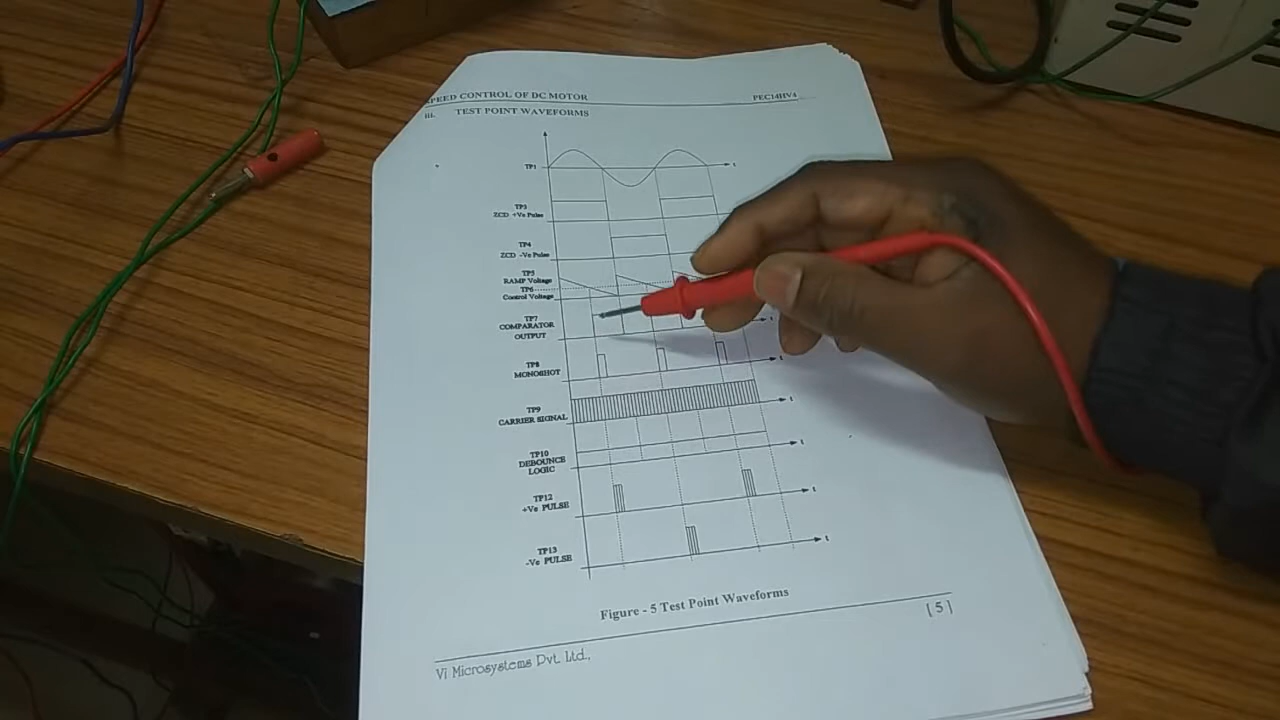 SPEED CONTROL OF DC MOTOR PEC14HV4
iii. TEST POINT WAVEFORMS
TP1 t
TP3
ZCD +Ve Pulse
TP4
ZCD -Ve Pulse
TP5
RAMP Voltage
TP6
Control Voltage
TP7
COMPARATOR
OUTPUT
t
TP8
MONOSHOT
t
TP9
CARRIER SIGNAL
t
TP10
DEBOUNCE
LOGIC
t
TP12
+Ve PULSE
t
TP13
-Ve PULSE
t
Figure - 5 Test Point Waveforms
[ 5 ]
Vi Microsystems Pvt. Ltd.,